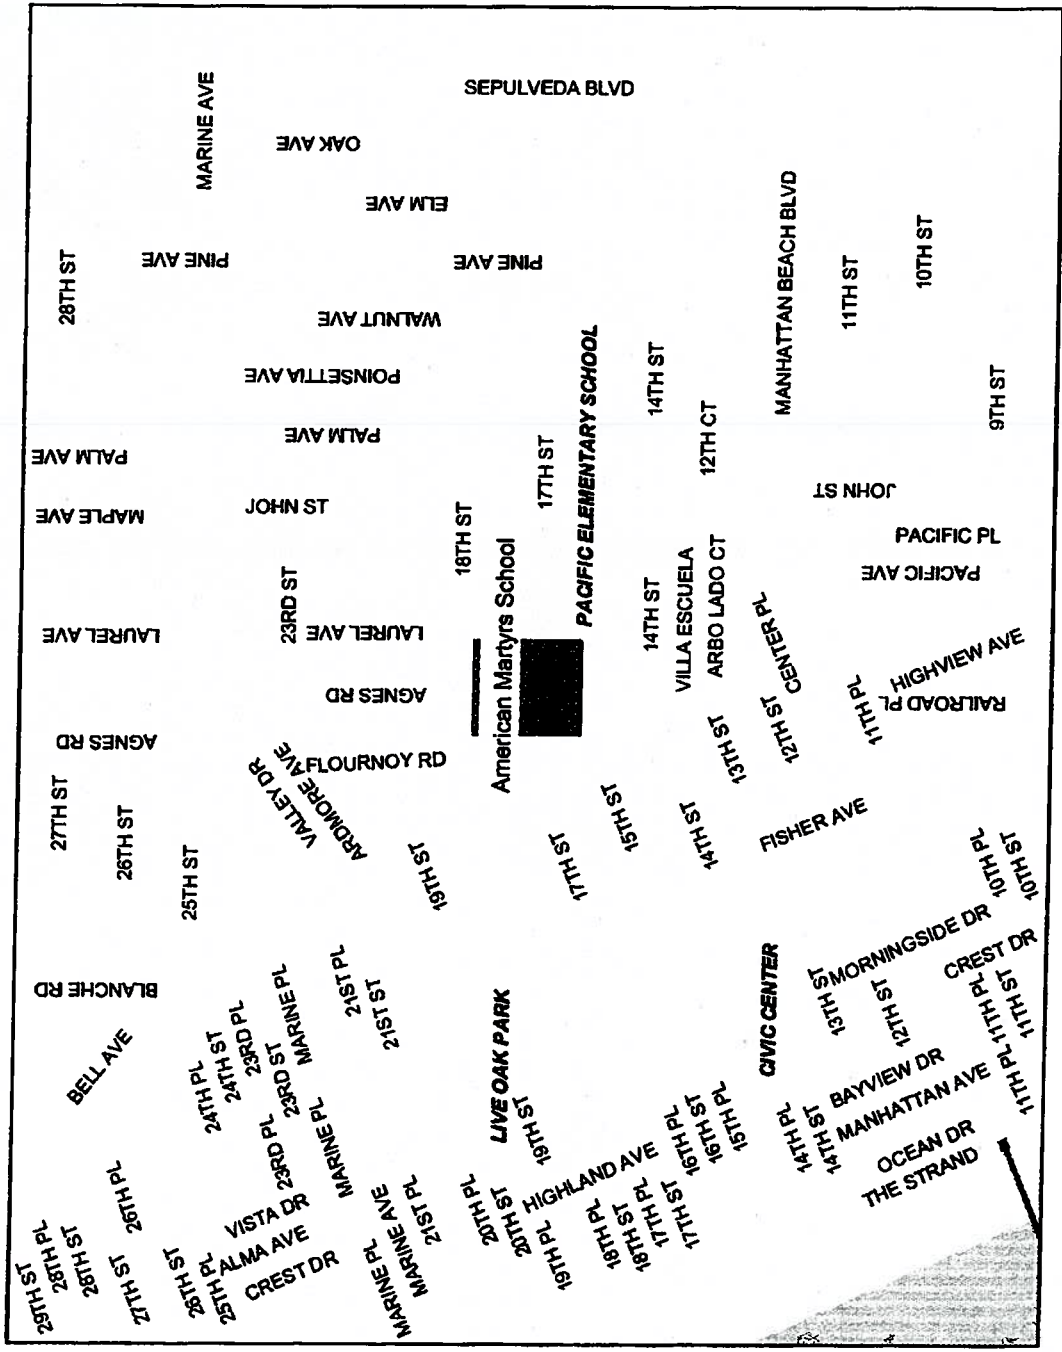 SEPULVEDA BLVD
MARINE AVE
OAK AVE
ELM AVE
28TH ST
PINE AVE
PINE AVE
MANHATTAN BEACH BLVD
11TH ST
10TH ST
WALNUT AVE
POINSETTIA AVE
14TH ST
9TH ST
PALM AVE
PALM AVE
12TH CT
PACIFIC ELEMENTARY SCHOOL
17TH ST
MAPLE AVE
JOHN ST
JOHN ST
18TH ST
PACIFIC PL
PACIFIC AVE
23RD ST
LAUREL AVE
LAUREL AVE
American Martyrs School
14TH ST
VILLA ESCUELA
ARBO LADO CT
CENTER PL
HIGHVIEW AVE
AGNES RD
AGNES RD
RAILROAD PL
11TH PL
12TH ST
13TH ST
FLOURNOY RD
VALLEY DR
ARDMORE AVE
27TH ST
26TH ST
25TH ST
19TH ST
17TH ST
15TH ST
14TH ST
FISHER AVE
10TH PL
10TH ST
BLANCHE RD
BELL AVE
24TH PL
24TH ST
23RD PL
23RD ST
MARINE PL
21ST PL
21ST ST
LIVE OAK PARK
CIVIC CENTER
13TH ST
MORNINGSIDE DR
12TH ST
CREST DR
11TH PL
11TH ST
11TH PL
BAYVIEW DR
MANHATTAN AVE
OCEAN DR
THE STRAND
14TH PL
14TH ST
15TH PL
16TH ST
16TH PL
19TH ST
HIGHLAND AVE
23RD PL
MARINE PL
26TH PL
VISTA DR
ALMA AVE
CREST DR
MARINE PL
MARINE AVE
21ST PL
20TH PL
20TH ST
19TH PL
18TH PL
18TH ST
17TH PL
17TH ST
29TH ST
28TH PL
28TH ST
27TH ST
26TH ST
25TH PL